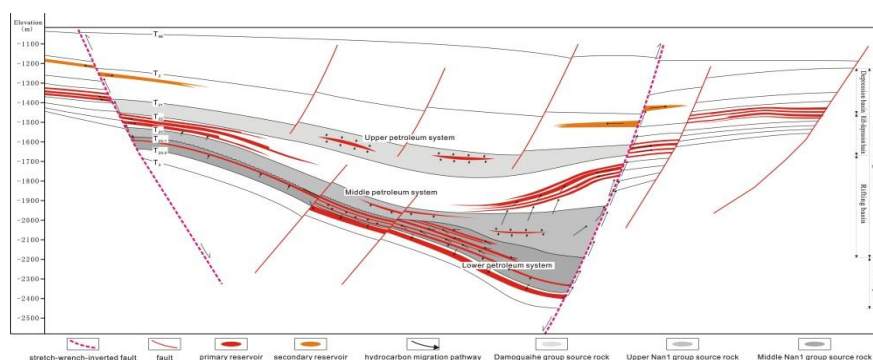 Elevation
(m)
-1100
-1200
-1300
-1400
-1500
-1600
-1700
-1800
-1900
-2000
-2100
-2200
-2300
-2400
-2500
Upper petroleum system
Middle petroleum system
Lower petroleum system
Depression basin
Rifting basin
stretch-wrench-inverted fault
fault
primary reservoir
secondary reservoir
hydrocarbon migration pathway
Damoguaihe group source rock
Upper Nan1 group source rock
Middle Nan1 group source rock